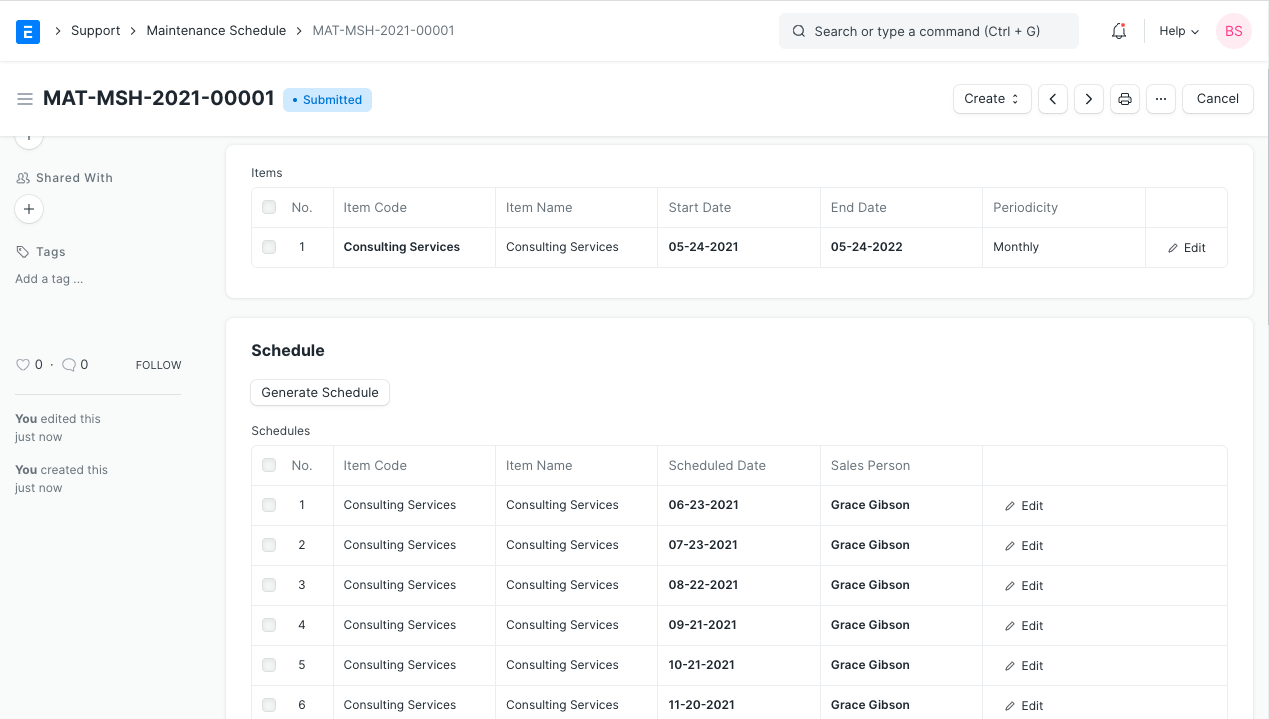 E > Support > Maintenance Schedule > MAT-MSH-2021-00001 Search or type a command (Ctrl + G) Help BS
MAT-MSH-2021-00001 • Submitted Create ··· Cancel
Shared With
+
Tags
Add a tag ...
0 · 0 FOLLOW
You edited this
just now
You created this
just now
Items
No. Item Code Item Name Start Date End Date Periodicity
1 Consulting Services Consulting Services 05-24-2021 05-24-2022 Monthly Edit
Schedule
Generate Schedule
Schedules
No. Item Code Item Name Scheduled Date Sales Person
1 Consulting Services Consulting Services 06-23-2021 Grace Gibson Edit
2 Consulting Services Consulting Services 07-23-2021 Grace Gibson Edit
3 Consulting Services Consulting Services 08-22-2021 Grace Gibson Edit
4 Consulting Services Consulting Services 09-21-2021 Grace Gibson Edit
5 Consulting Services Consulting Services 10-21-2021 Grace Gibson Edit
6 Consulting Services Consulting Services 11-20-2021 Grace Gibson Edit